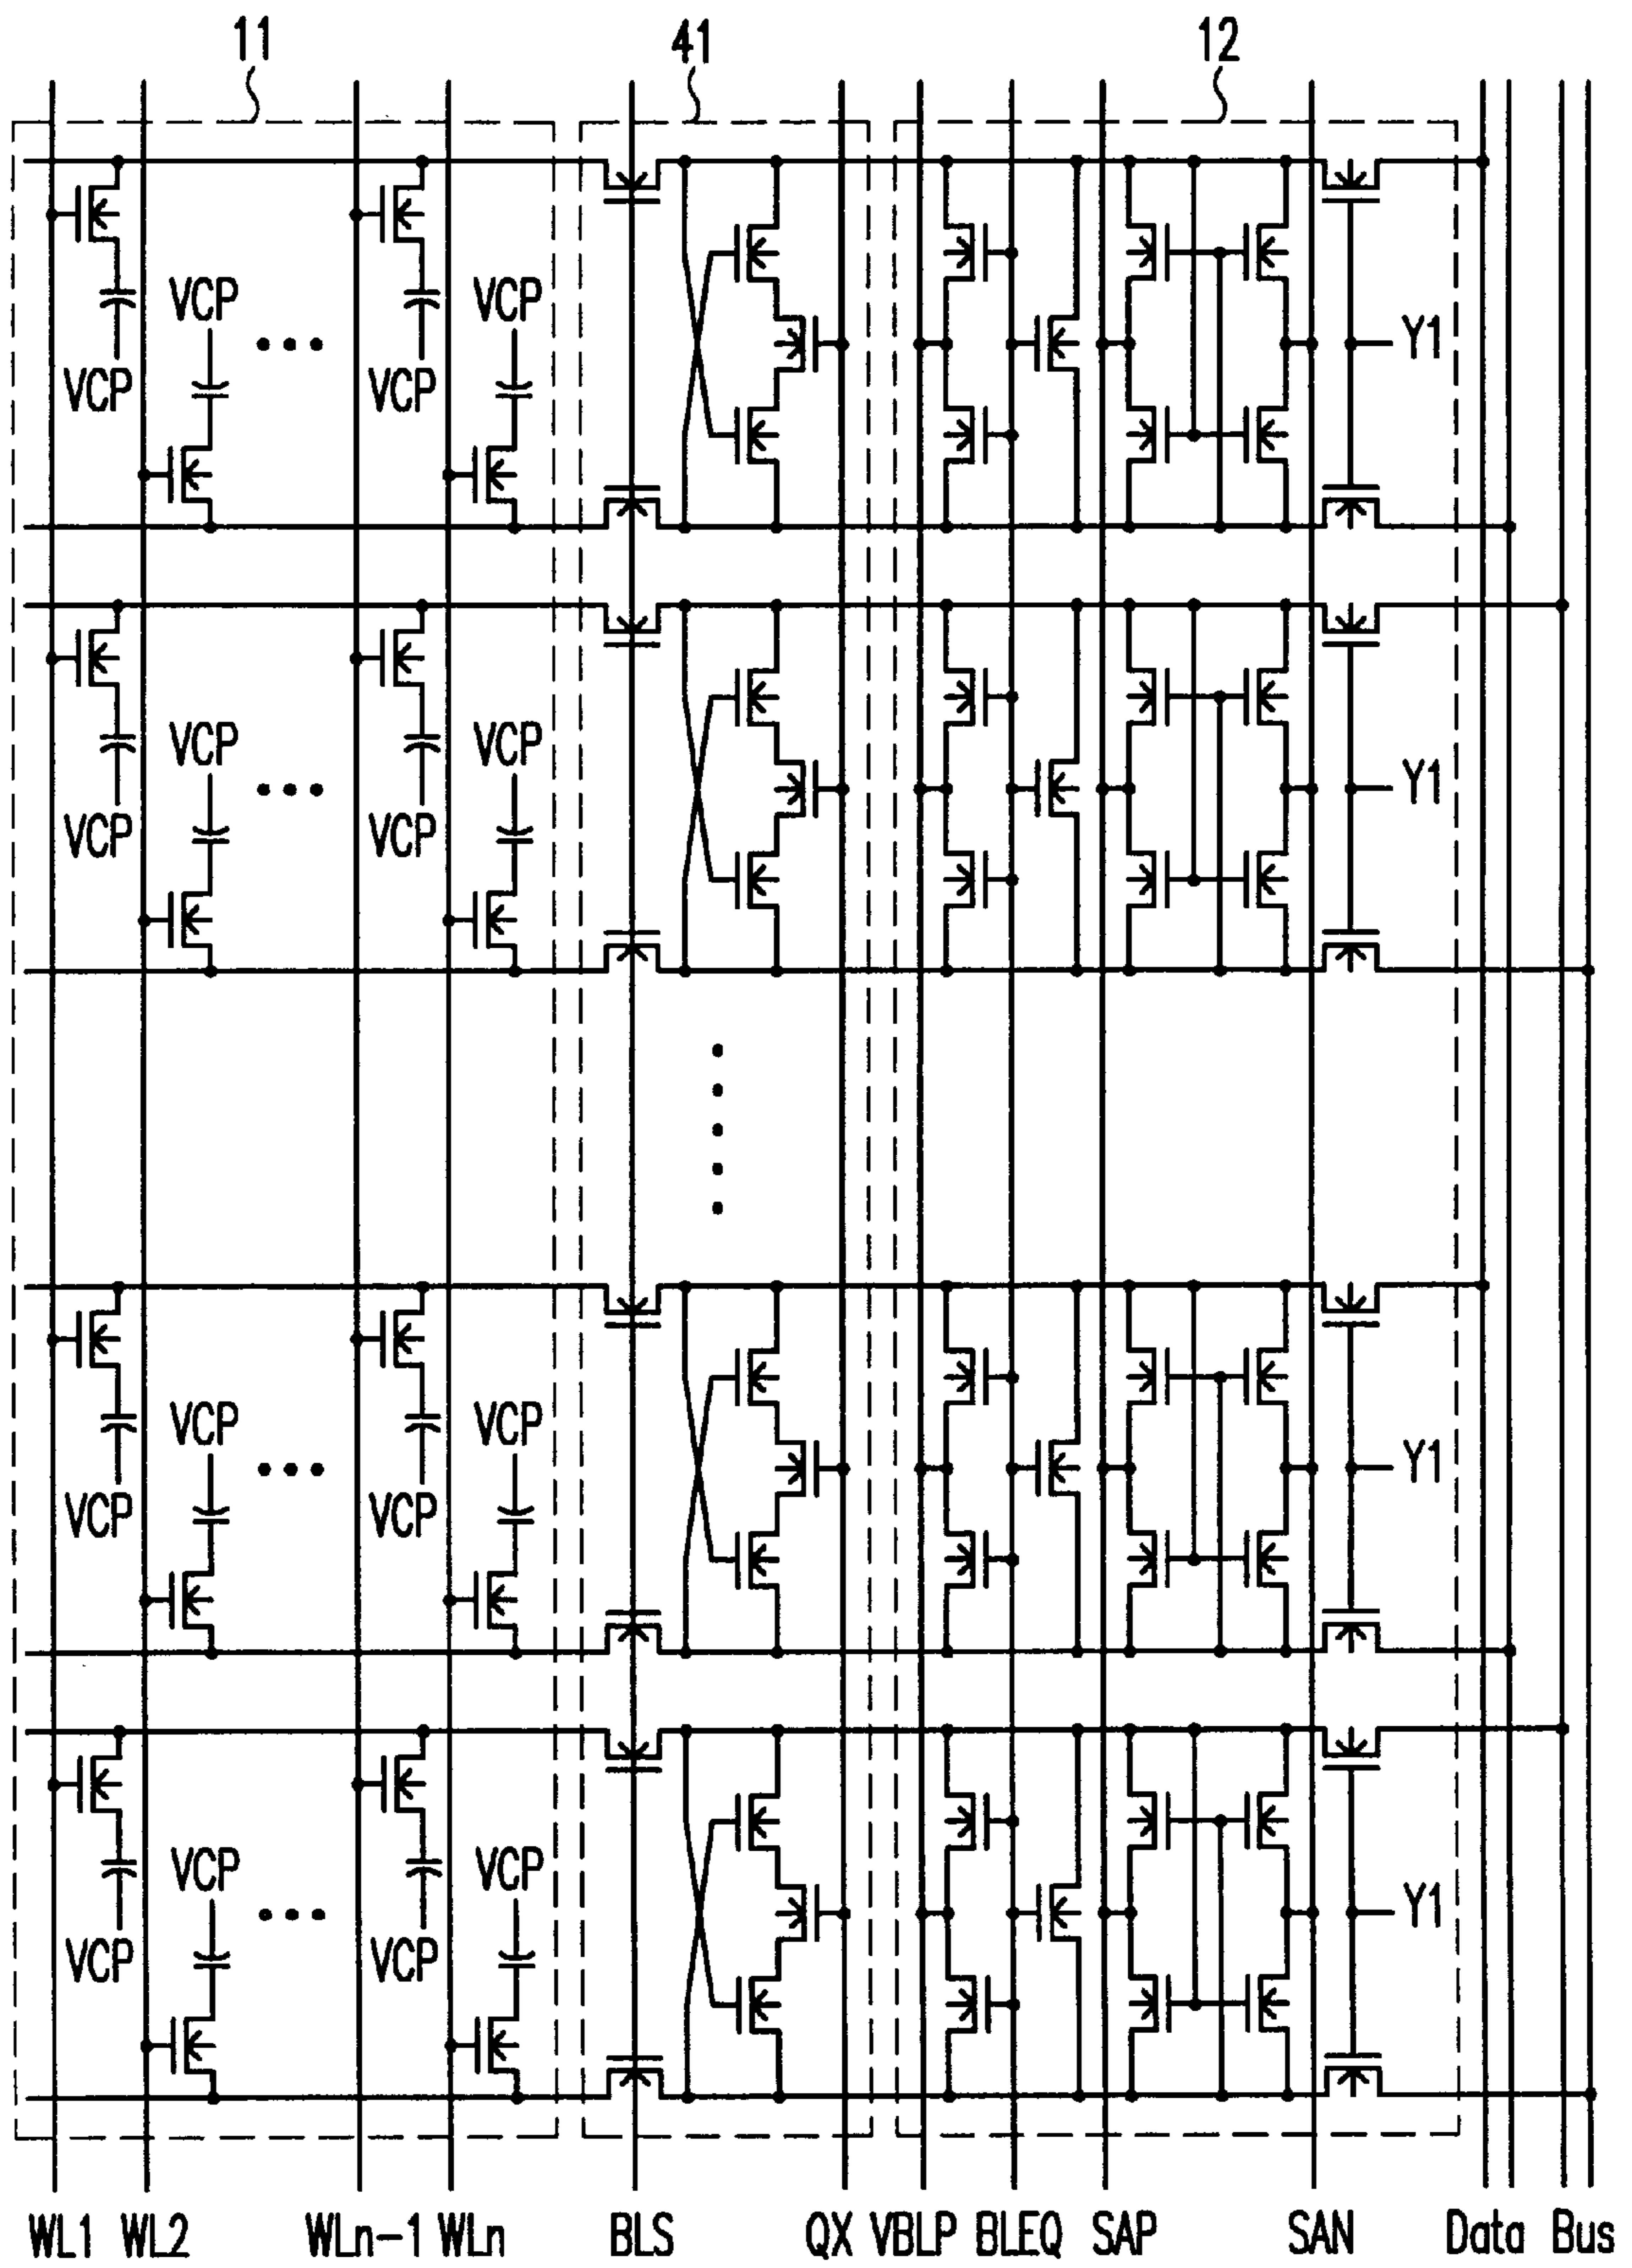 11 41 12
VCP VCP
VCP VCP Y1
VCP VCP
VCP VCP Y1
VCP VCP
VCP VCP Y1
VCP VCP
VCP VCP Y1
WL1 WL2 WLn-1 WLn BLS QX VBLP BLEQ SAP SAN Data Bus